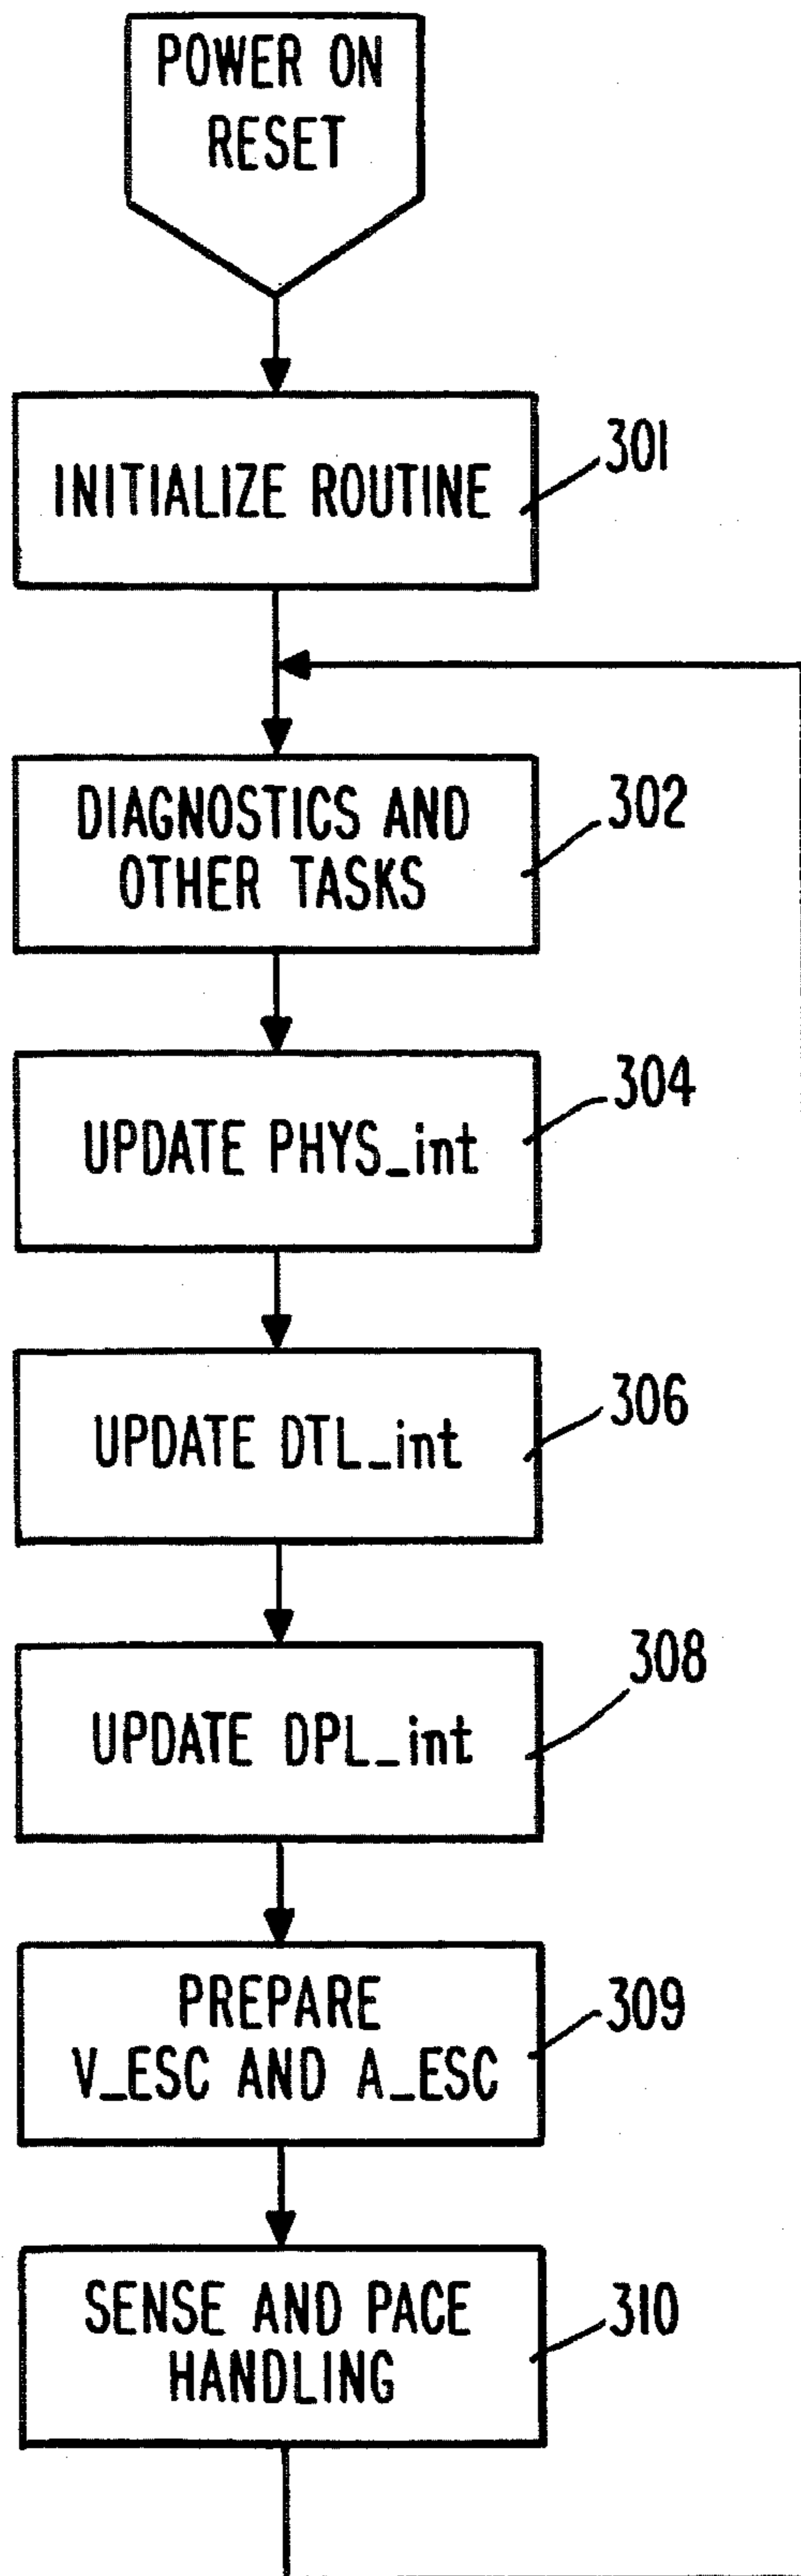 POWER ON
RESET
INITIALIZE ROUTINE
301
DIAGNOSTICS AND
OTHER TASKS
302
UPDATE PHYS_int
304
UPDATE DTL_int
306
UPDATE DPL_int
308
PREPARE
V_ESC AND A_ESC
309
SENSE AND PACE
HANDLING
310